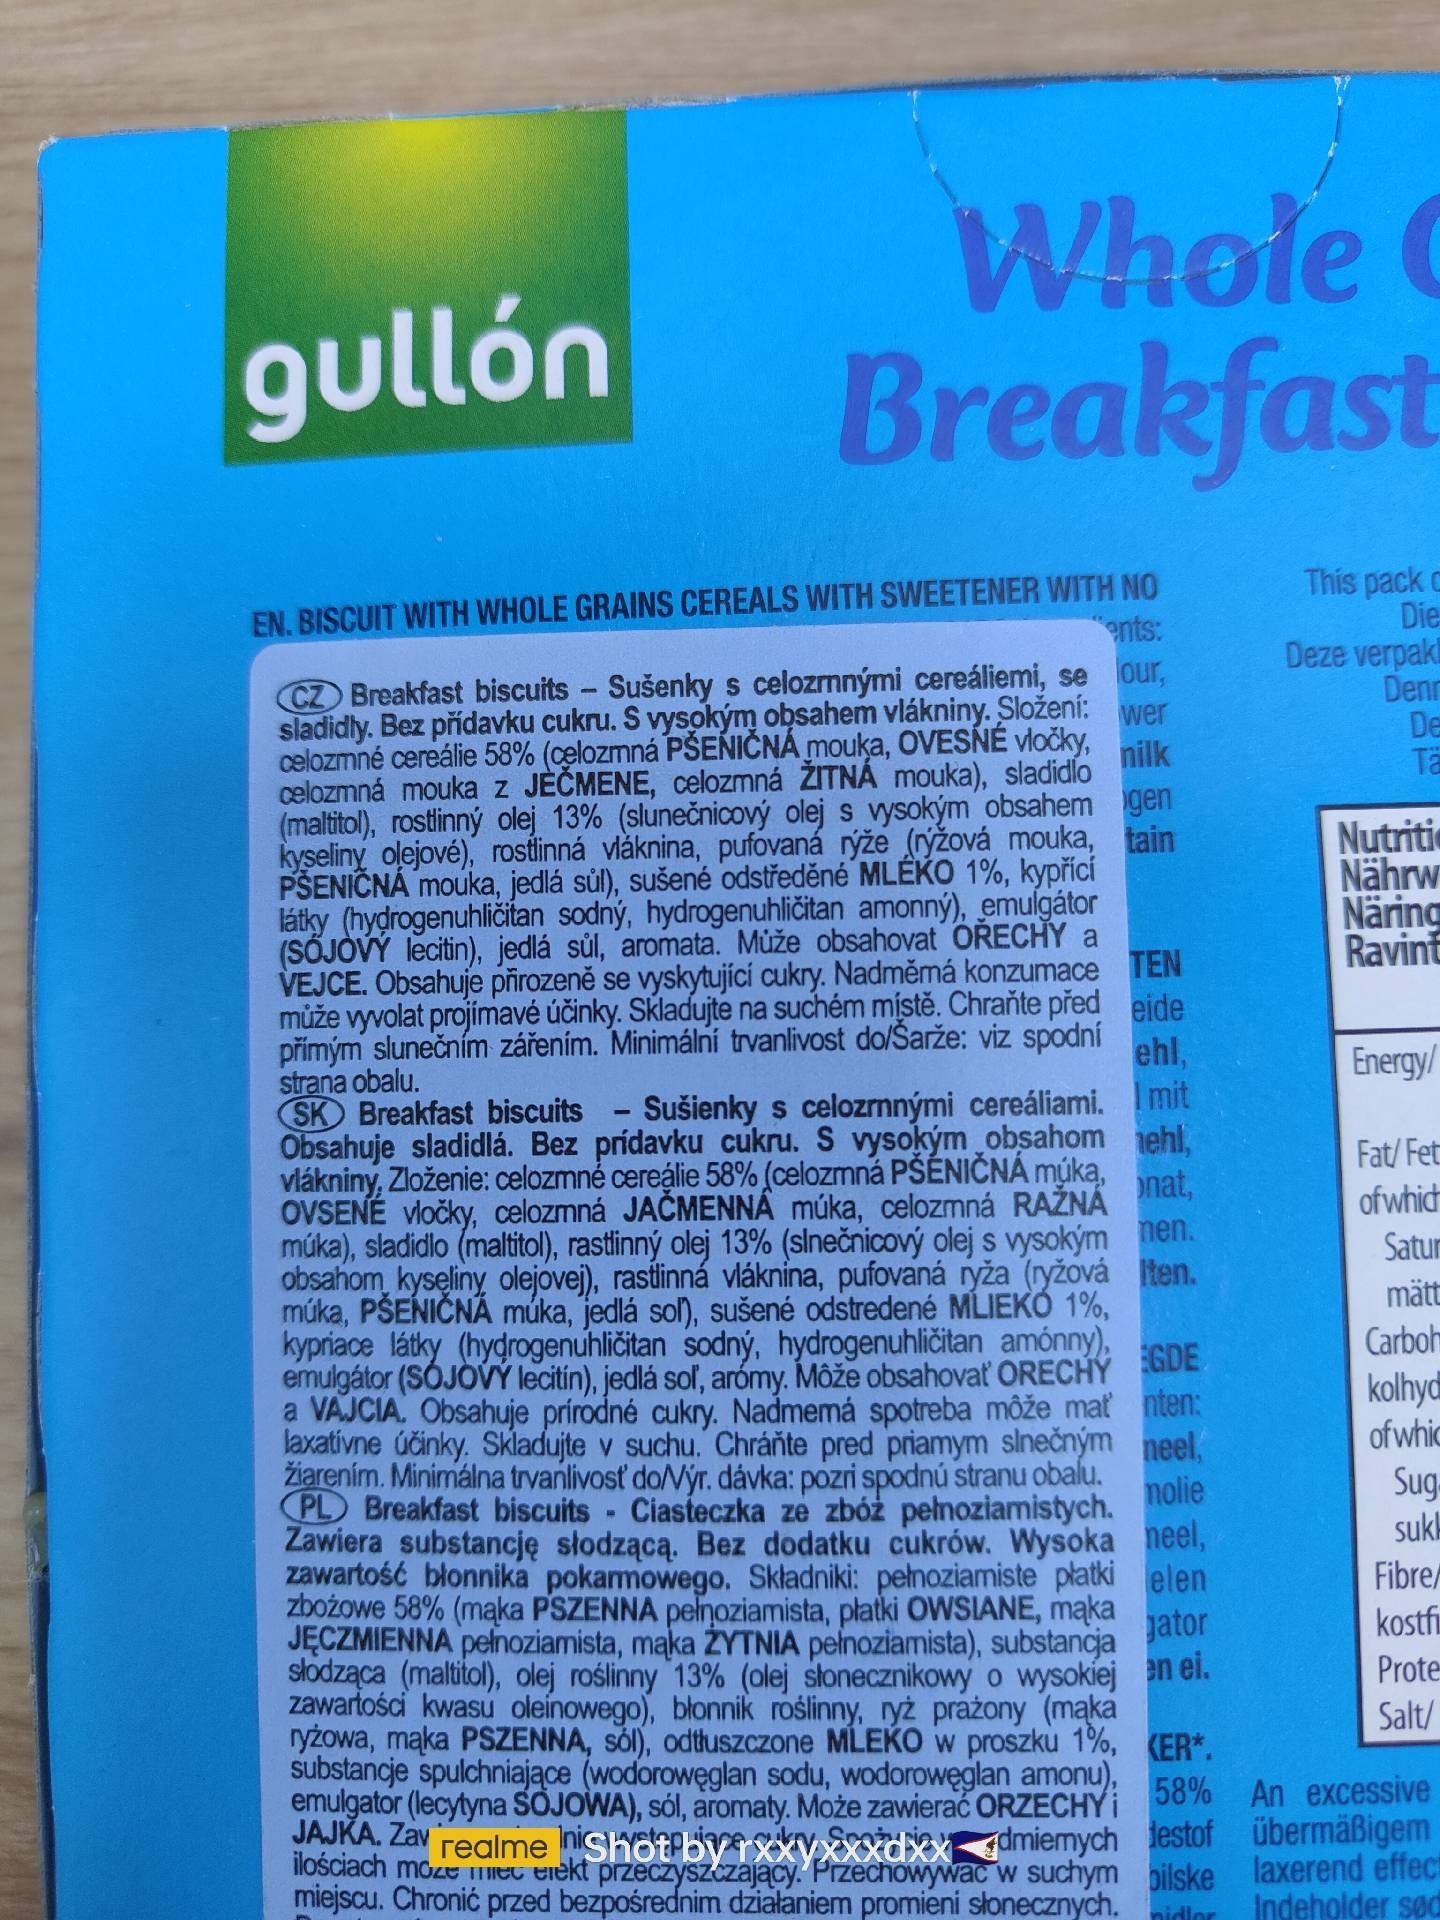 gullón
Whole
Breakfast
EN. BISCUIT WITH WHOLE GRAINS CEREALS WITH SWEETENER WITH NO
CZ Breakfast biscuits – Sušenky s celozrnnými cereáliemi, se
sladidly. Bez přídavku cukru. S vysokým obsahem vlákniny. Složení:
celozrnné cereálie 58% (celozrnná PŠENIČNÁ mouka, OVESNÉ vločky,
celozrnná mouka z JEČMENE, celozrnná ŽITNÁ mouka), sladidlo
(maltitol), rostlinný olej 13% (slunečnicový olej s vysokým obsahem
kyseliny olejové), rostlinná vláknina, pufovaná rýže (rýžová mouka,
PŠENIČNÁ mouka, jedlá sůl), sušené odstředěné MLÉKO 1%, kypřící
látky (hydrogenuhličitan sodný, hydrogenuhličitan amonný), emulgátor
(SÓJOVÝ lecitin), jedlá sůl, aromata. Může obsahovat OŘECHY a
VEJCE. Obsahuje přirozeně se vyskytující cukry. Nadměrná konzumace
může vyvolat projímavé účinky. Skladujte na suchém místě. Chraňte před
přímým slunečním zářením. Minimální trvanlivost do/Šarže: viz spodní
strana obalu.
SK Breakfast biscuits – Sušienky s celozrnnými cereáliami.
Obsahuje sladidlá. Bez prídavku cukru. S vysokým obsahom
vlákniny. Zloženie: celozrnné cereálie 58% (celozrnná PŠENIČNÁ múka,
OVSENÉ vločky, celozrnná JAČMENNÁ múka, celozrnná RAŽNÁ
múka), sladidlo (maltitol), rastlinný olej 13% (slnečnicový olej s vysokým
obsahom kyseliny olejovej), rastlinná vláknina, pufovaná ryža (ryžová
múka, PŠENIČNÁ múka, jedlá soľ), sušené odstredené MLIEKO 1%,
kypriace látky (hydrogenuhličitan sodný, hydrogenuhličitan amónny),
emulgátor (SÓJOVÝ lecitín), jedlá soľ, arómy. Môže obsahovať ORECHY
a VAJCIA. Obsahuje prírodné cukry. Nadmerná spotreba môže mať
laxatívne účinky. Skladujte v suchu. Chráňte pred priamym slnečným
žiarením. Minimálna trvanlivosť do/Výr. dávka: pozri spodnú stranu obalu.
PL Breakfast biscuits - Ciasteczka ze zbóż pełnoziarnistych.
Zawiera substancję słodzącą. Bez dodatku cukrów. Wysoka
zawartość błonnika pokarmowego. Składniki: pełnoziarniste płatki
zbożowe 58% (mąka PSZENNA pełnoziarnista, płatki OWSIANE, mąka
JĘCZMIENNA pełnoziarnista, mąka ŻYTNIA pełnoziarnista), substancja
słodząca (maltitol), olej roślinny 13% (olej słonecznikowy o wysokiej
zawartości kwasu oleinowego), błonnik roślinny, ryż prażony (mąka
ryżowa, mąka PSZENNA, sól), odtłuszczone MLEKO w proszku 1%,
substancje spulchniające (wodorowęglan sodu, wodorowęglan amonu),
emulgator (lecytyna SOJOWA), sól, aromaty. Może zawierać ORZECHY i
JAJKA.
ilościach może mieć efekt przeczyszczający. Przechowywać w suchym
miejscu. Chronić przed bezpośrednim działaniem promieni słonecznych.
realme Shot by rxxyxxxdxx
58%
This pack
Die
Deze
Energy/
Fat/ Fet
of which
Fibre/
Salt/
An excessive
übermäßigem
laxerend
Indeholder